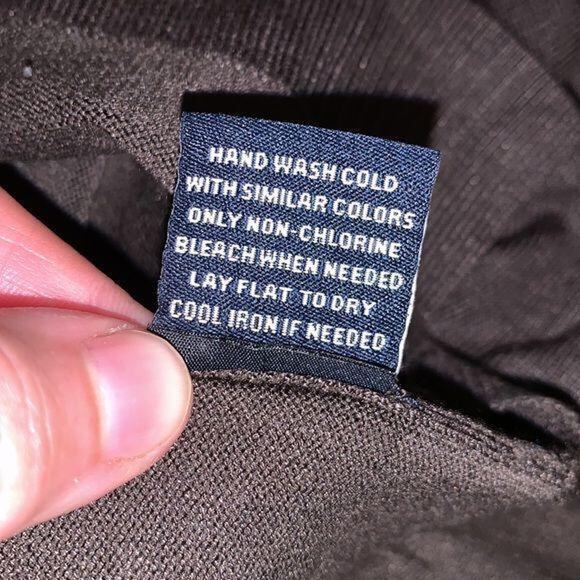 HAND WASH COLD
WITH SIMILAR COLORS
ONLY NON-CHLORINE
BLEACH WHEN NEEDED
LAY FLAT TO DRY
COOL IRON IF NEEDED